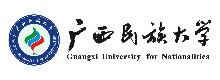 广西民族大学
Guangxi University for Nationalities